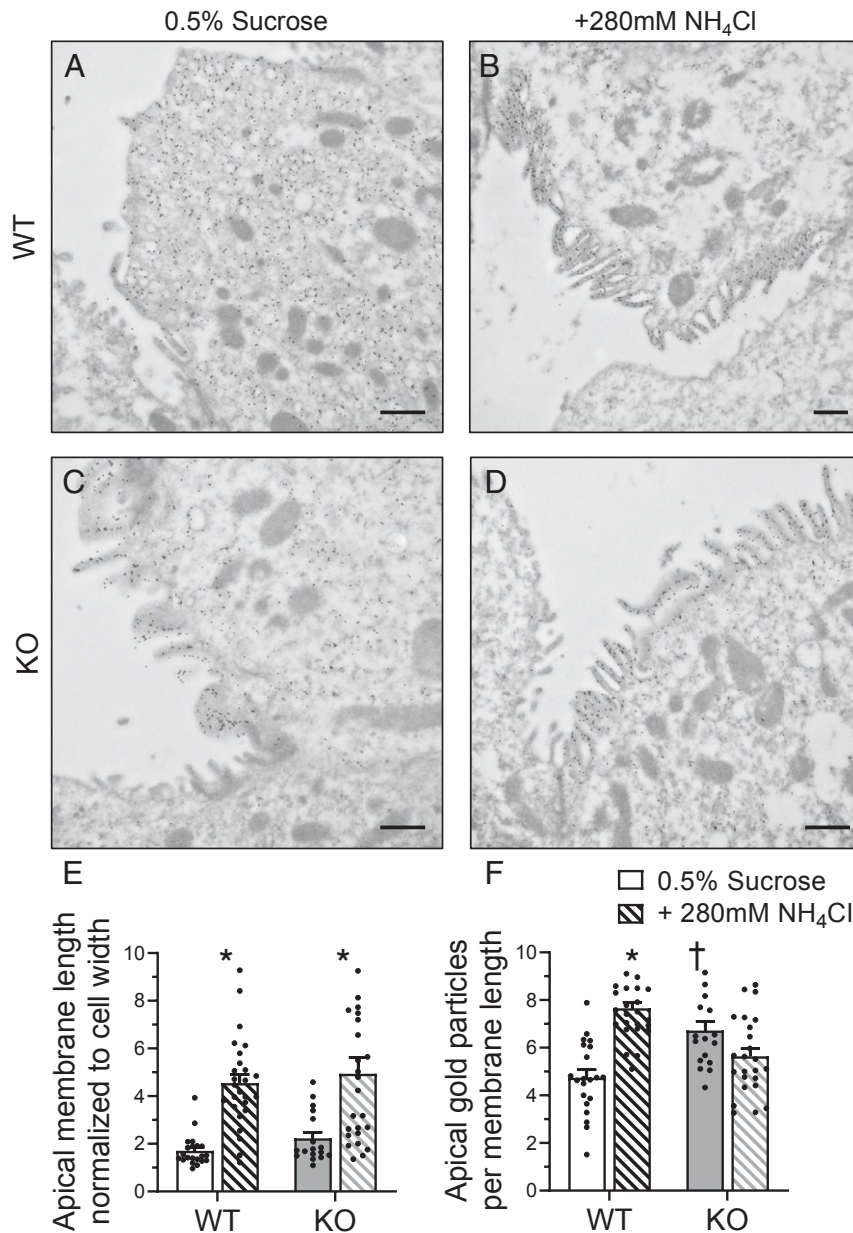 0.5% Sucrose
+280mM NH₄Cl
WT
A
B
KO
C
D
E
Apical membrane length
normalized to cell width
10
8
6
4
2
0
*
*
WT
KO
F
0.5% Sucrose
+ 280mM NH₄Cl
Apical gold particles
per membrane length
10
8
6
4
2
0
*
†
WT
KO